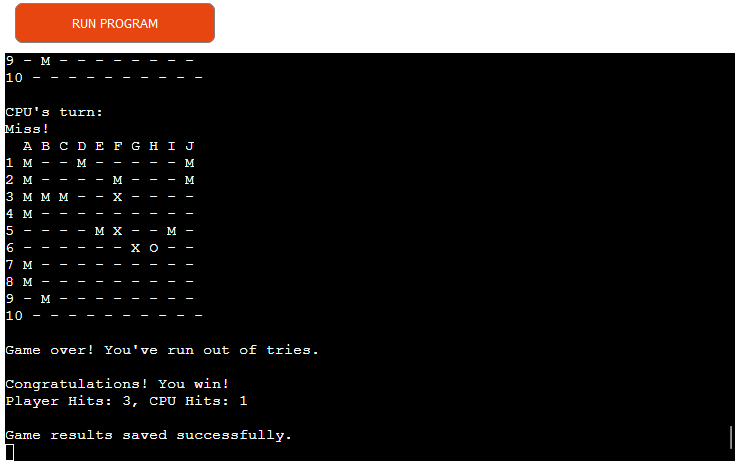 RUN PROGRAM
9 - M - - - - - - - -
10 - - - - - - - - - -
CPU's turn:
Miss!
A B C D E F G H I J
1 M - - M - - - - - M
2 M - - - - M - - - M
3 M M M - - X - - - -
4 M - - - - - - - - -
5 - - - - M X - - M -
6 - - - - - - X O - -
7 M - - - - - - - - -
8 M - - - - - - - - -
9 - M - - - - - - - -
10 - - - - - - - - - -
Game over! You've run out of tries.
Congratulations! You win!
Player Hits: 3, CPU Hits: 1
Game results saved successfully.